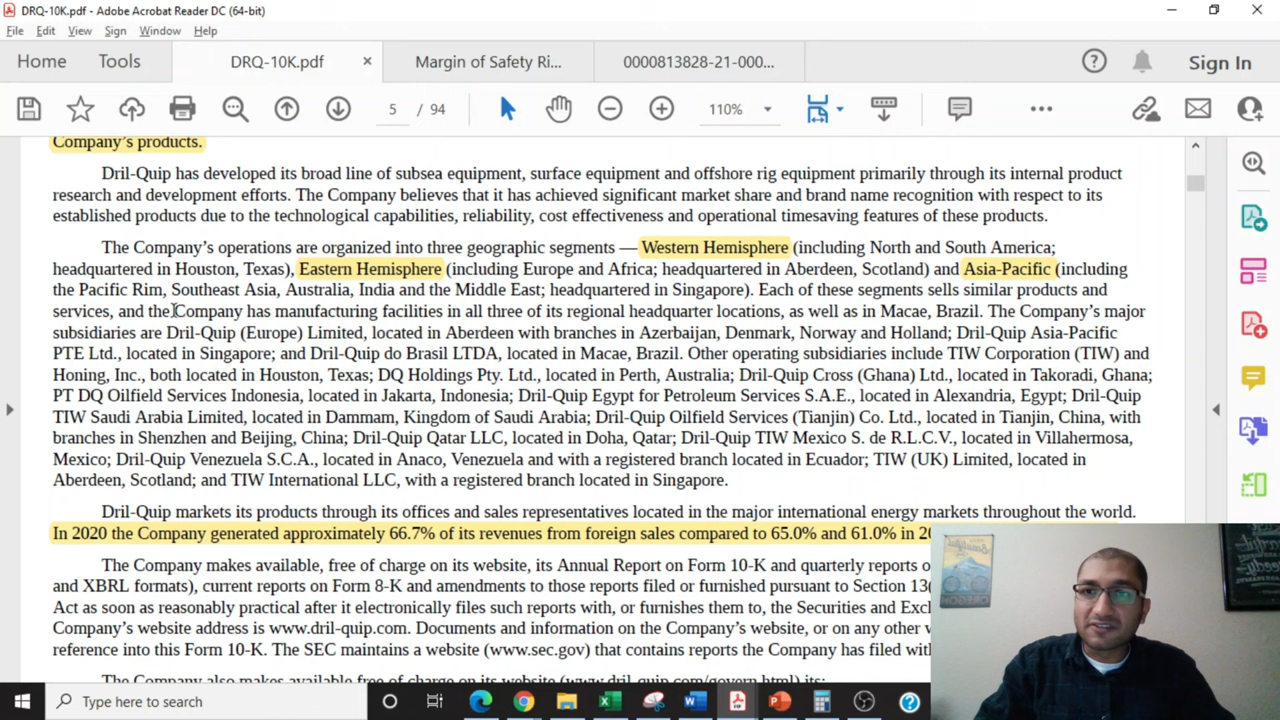 DRQ-10K.pdf - Adobe Acrobat Reader DC (64-bit)
File Edit View Sign Window Help
Home Tools DRQ-10K.pdf × Margin of Safety Ri... 0000813828-21-000... Sign In
5 / 94 110%
Company's products.
Dril-Quip has developed its broad line of subsea equipment, surface equipment and offshore rig equipment primarily through its internal product
research and development efforts. The Company believes that it has achieved significant market share and brand name recognition with respect to its
established products due to the technological capabilities, reliability, cost effectiveness and operational timesaving features of these products.
The Company's operations are organized into three geographic segments — Western Hemisphere (including North and South America;
headquartered in Houston, Texas), Eastern Hemisphere (including Europe and Africa; headquartered in Aberdeen, Scotland) and Asia-Pacific (including
the Pacific Rim, Southeast Asia, Australia, India and the Middle East; headquartered in Singapore). Each of these segments sells similar products and
services, and the Company has manufacturing facilities in all three of its regional headquarter locations, as well as in Macae, Brazil. The Company's major
subsidiaries are Dril-Quip (Europe) Limited, located in Aberdeen with branches in Azerbaijan, Denmark, Norway and Holland; Dril-Quip Asia-Pacific
PTE Ltd., located in Singapore; and Dril-Quip do Brasil LTDA, located in Macae, Brazil. Other operating subsidiaries include TIW Corporation (TIW) and
Honing, Inc., both located in Houston, Texas; DQ Holdings Pty. Ltd., located in Perth, Australia; Dril-Quip Cross (Ghana) Ltd., located in Takoradi, Ghana;
PT DQ Oilfield Services Indonesia, located in Jakarta, Indonesia; Dril-Quip Egypt for Petroleum Services S.A.E., located in Alexandria, Egypt; Dril-Quip
TIW Saudi Arabia Limited, located in Dammam, Kingdom of Saudi Arabia; Dril-Quip Oilfield Services (Tianjin) Co. Ltd., located in Tianjin, China, with
branches in Shenzhen and Beijing, China; Dril-Quip Qatar LLC, located in Doha, Qatar; Dril-Quip TIW Mexico S. de R.L.C.V., located in Villahermosa,
Mexico; Dril-Quip Venezuela S.C.A., located in Anaco, Venezuela and with a registered branch located in Ecuador; TIW (UK) Limited, located in
Aberdeen, Scotland; and TIW International LLC, with a registered branch located in Singapore.
Dril-Quip markets its products through its offices and sales representatives located in the major international energy markets throughout the world.
In 2020 the Company generated approximately 66.7% of its revenues from foreign sales compared to 65.0% and 61.0% in 20
The Company makes available, free of charge on its website, its Annual Report on Form 10-K and quarterly reports o
and XBRL formats), current reports on Form 8-K and amendments to those reports filed or furnished pursuant to Section 13(
Act as soon as reasonably practical after it electronically files such reports with, or furnishes them to, the Securities and Exc
Company's website address is www.dril-quip.com. Documents and information on the Company's website, or on any other v
reference into this Form 10-K. The SEC maintains a website (www.sec.gov) that contains reports the Company has filed wit
The Company also makes available free of charge on its website (www.dril-quip.com/govern.html) its:
Type here to search